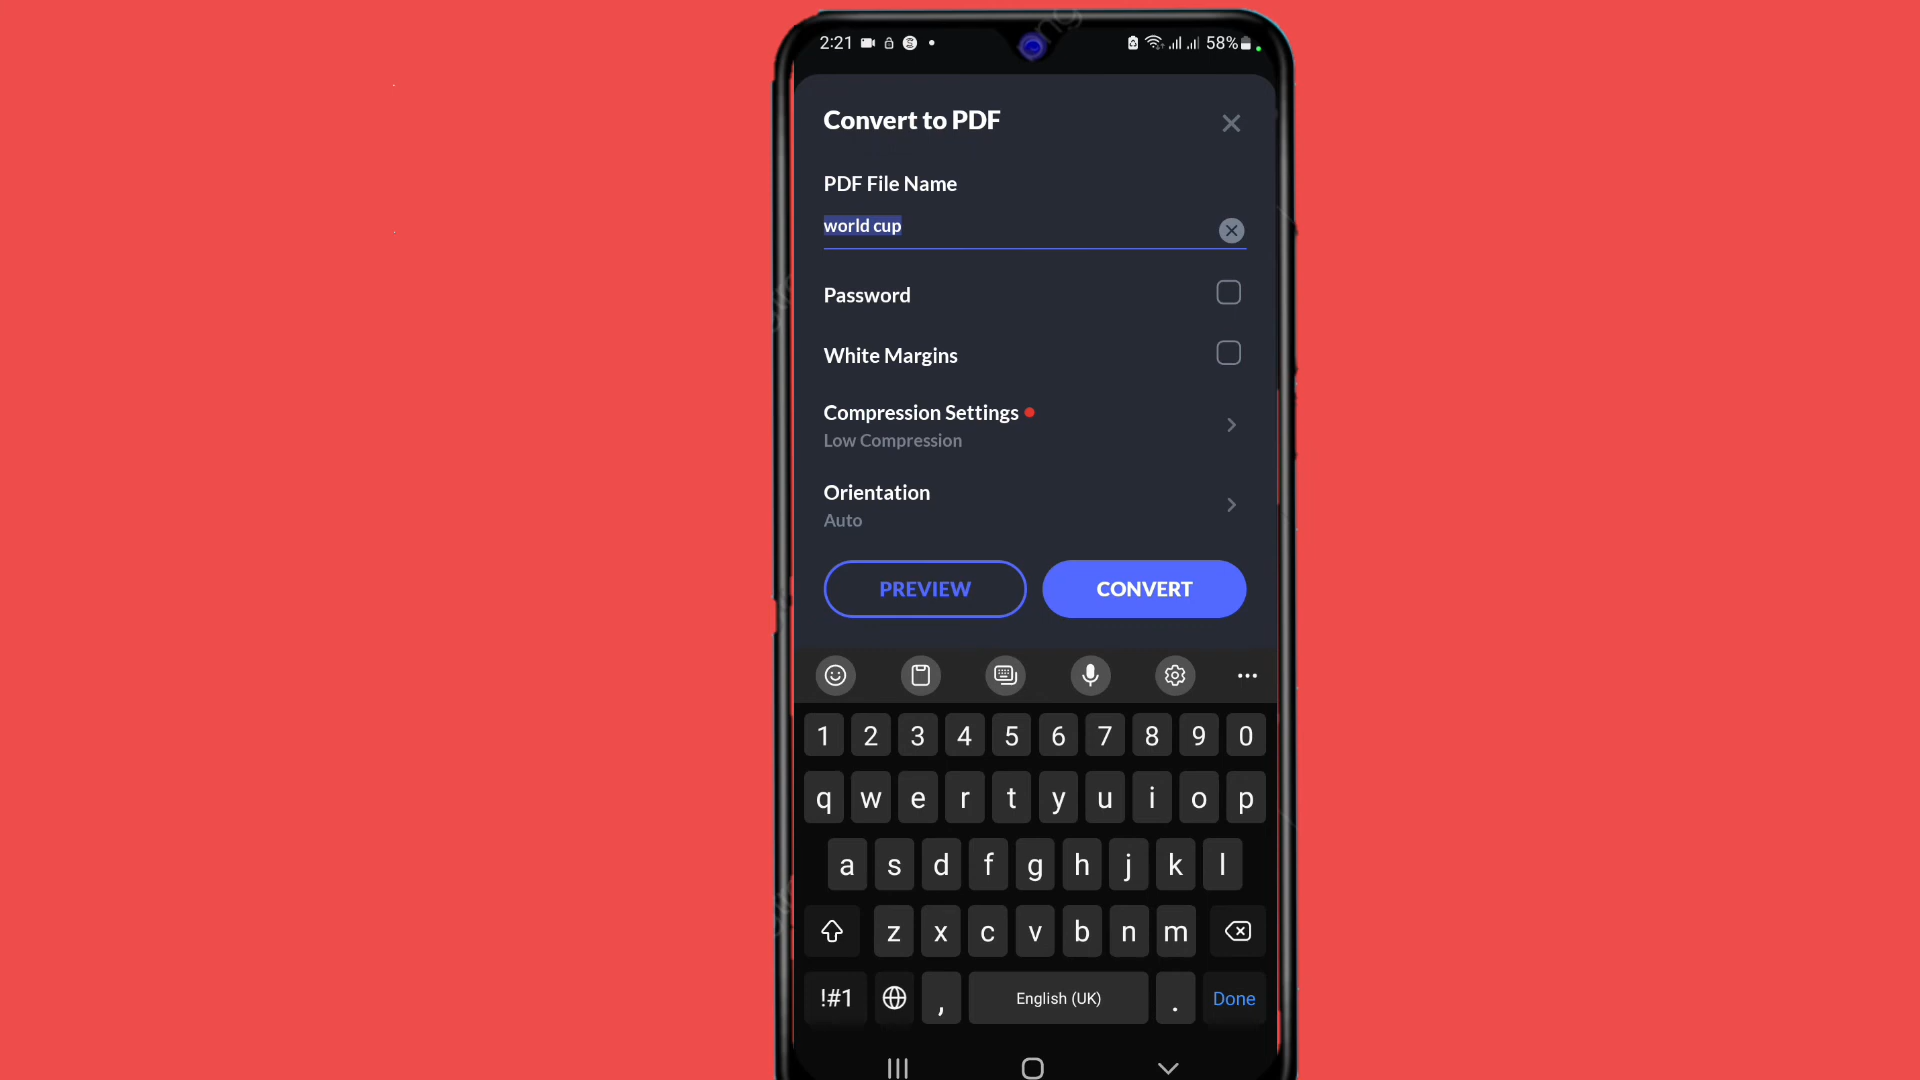 2:21
58%
Convert to PDF
PDF File Name
world cup
Password
White Margins
Compression Settings
Low Compression
Orientation
Auto
PREVIEW CONVERT
1 2 3 4 5 6 7 8 9 0
q w e r t y u i o p
a s d f g h j k l
z x c v b n m
!#1 , English (UK) . Done